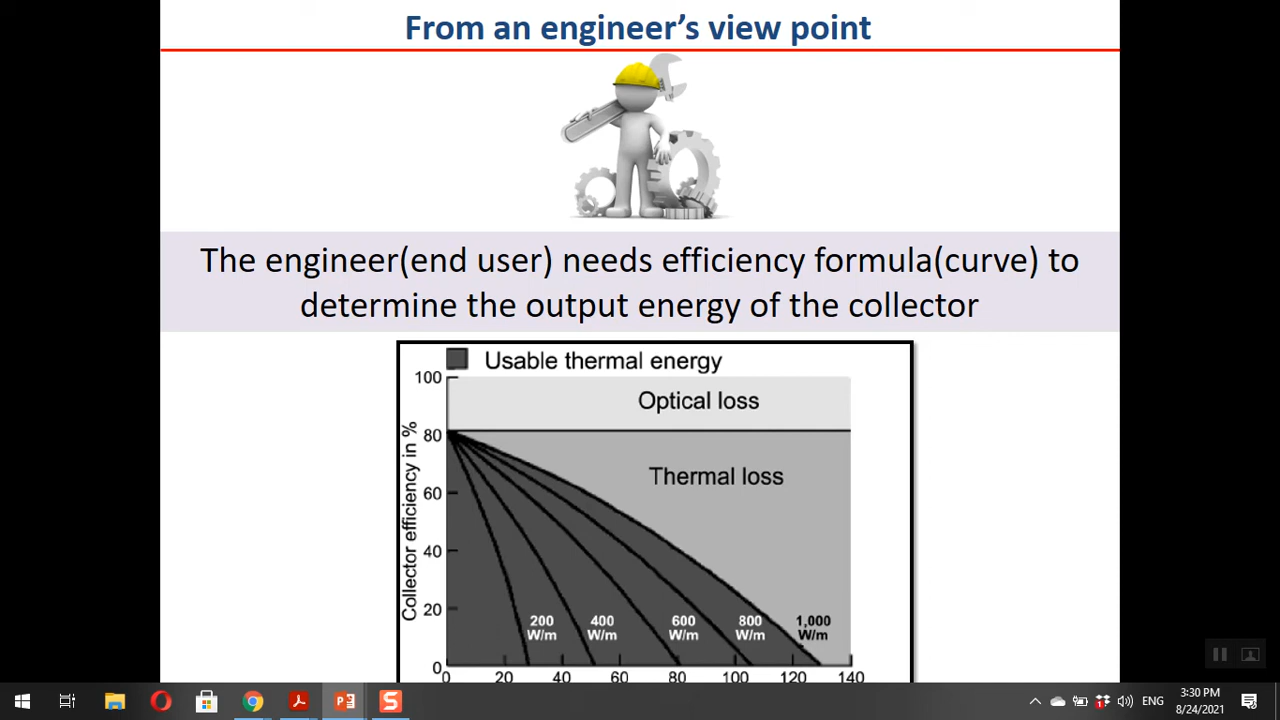 From an engineer’s view point
The engineer(end user) needs efficiency formula(curve) to
determine the output energy of the collector
Usable thermal energy
100
Optical loss
80
Thermal loss
60
Collector efficiency in %
40
20
200 400 600 800 1,000
W/m W/m W/m W/m W/m
0
0 20 40 60 80 100 120 140
ENG
3:30 PM
8/24/2021